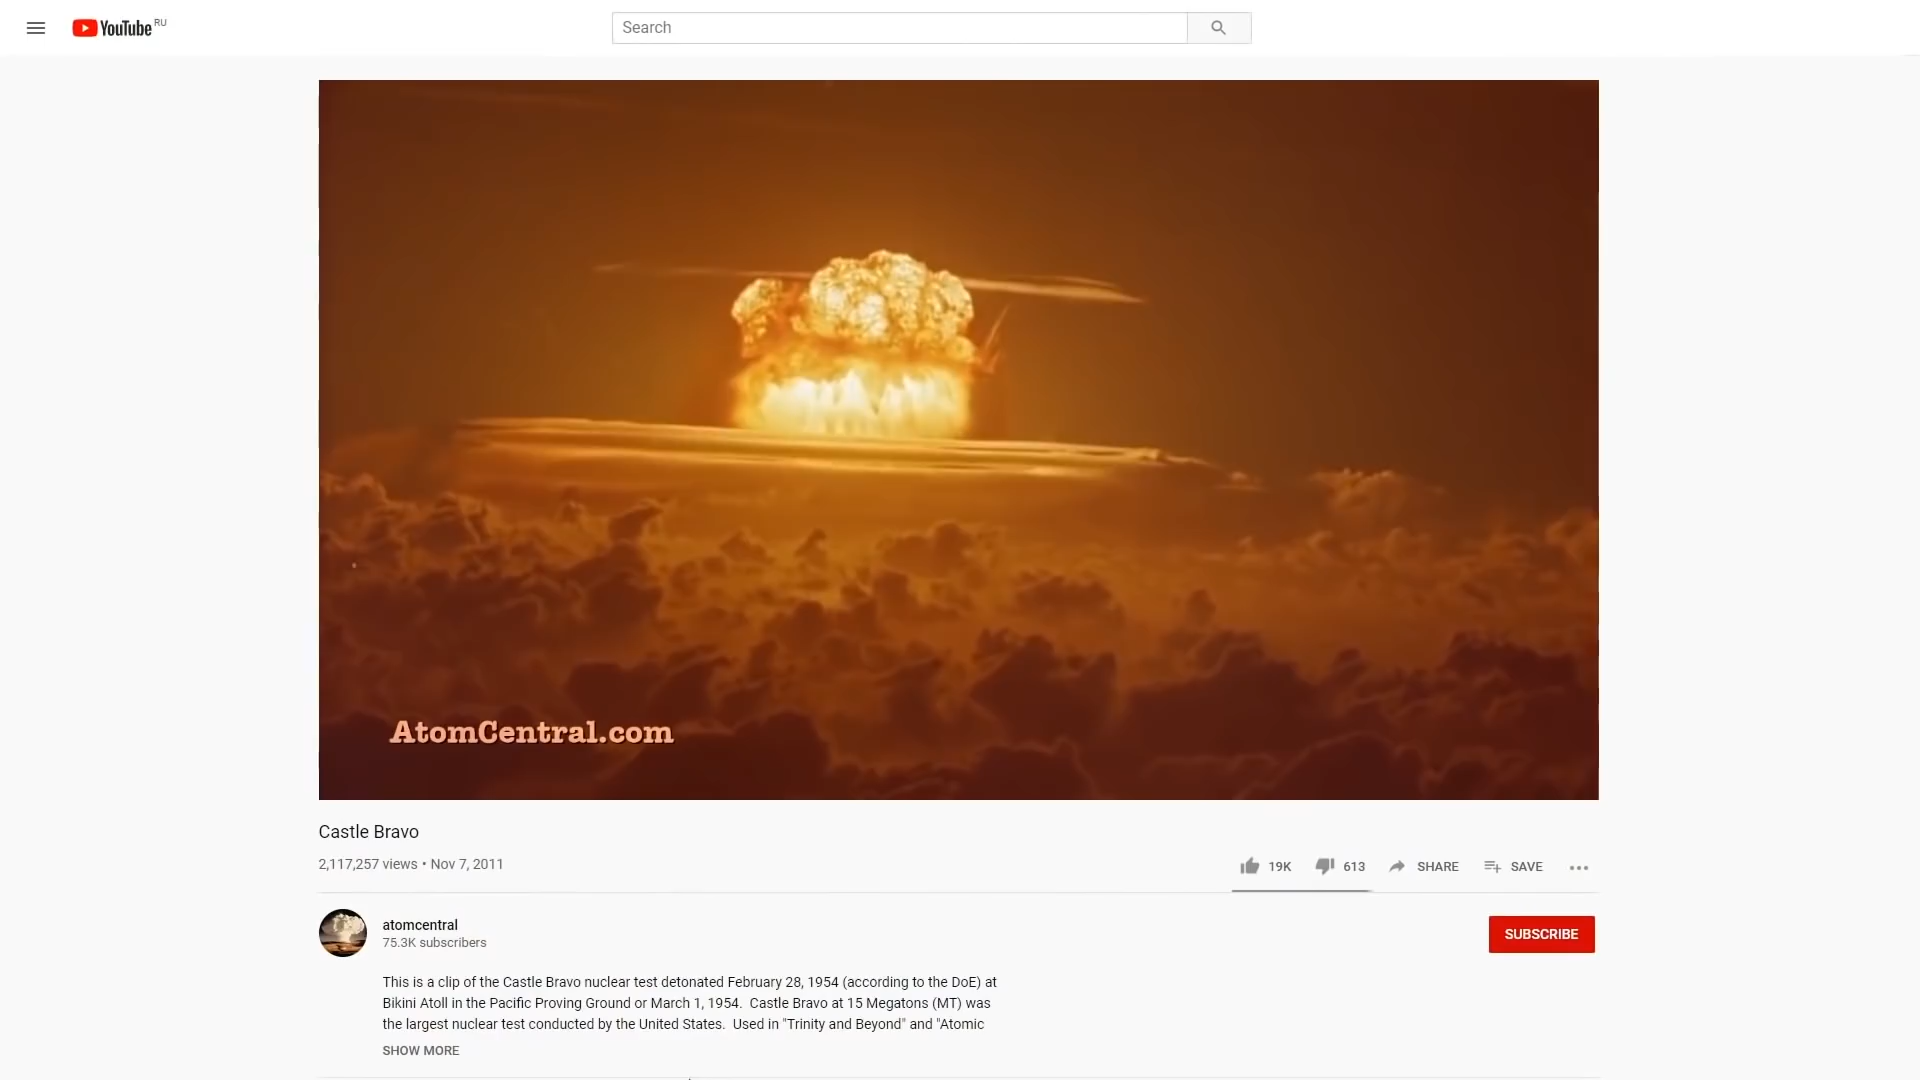 YouTube RU
Search
AtomCentral.com
Castle Bravo
2,117,257 views • Nov 7, 2011
19K 613 SHARE SAVE
atomcentral
75.3K subscribers
SUBSCRIBE
This is a clip of the Castle Bravo nuclear test detonated February 28, 1954 (according to the DoE) at
Bikini Atoll in the Pacific Proving Ground or March 1, 1954.  Castle Bravo at 15 Megatons (MT) was
the largest nuclear test conducted by the United States.  Used in "Trinity and Beyond" and "Atomic
SHOW MORE